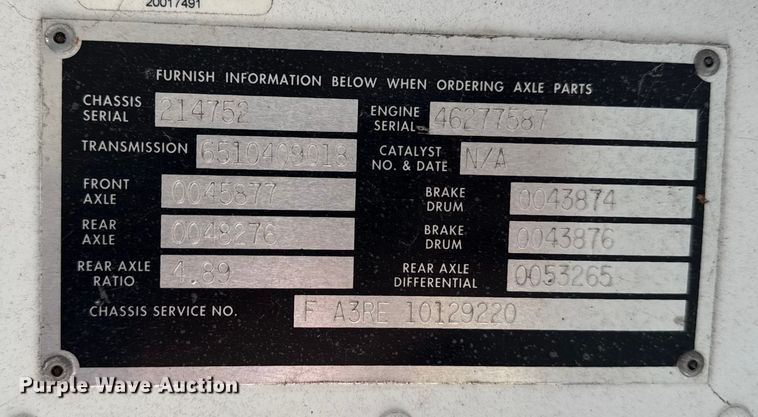 20017491
FURNISH INFORMATION BELOW WHEN ORDERING AXLE PARTS
CHASSIS SERIAL 214752
ENGINE SERIAL 46277587
TRANSMISSION 6510409018
CATALYST NO. & DATE N/A
FRONT AXLE 0045877
BRAKE DRUM 0043874
REAR AXLE 0048276
BRAKE DRUM 0043876
REAR AXLE RATIO 4.89
REAR AXLE DIFFERENTIAL 0053265
CHASSIS SERVICE NO. F A3RE 10129220
Purple Wave Auction